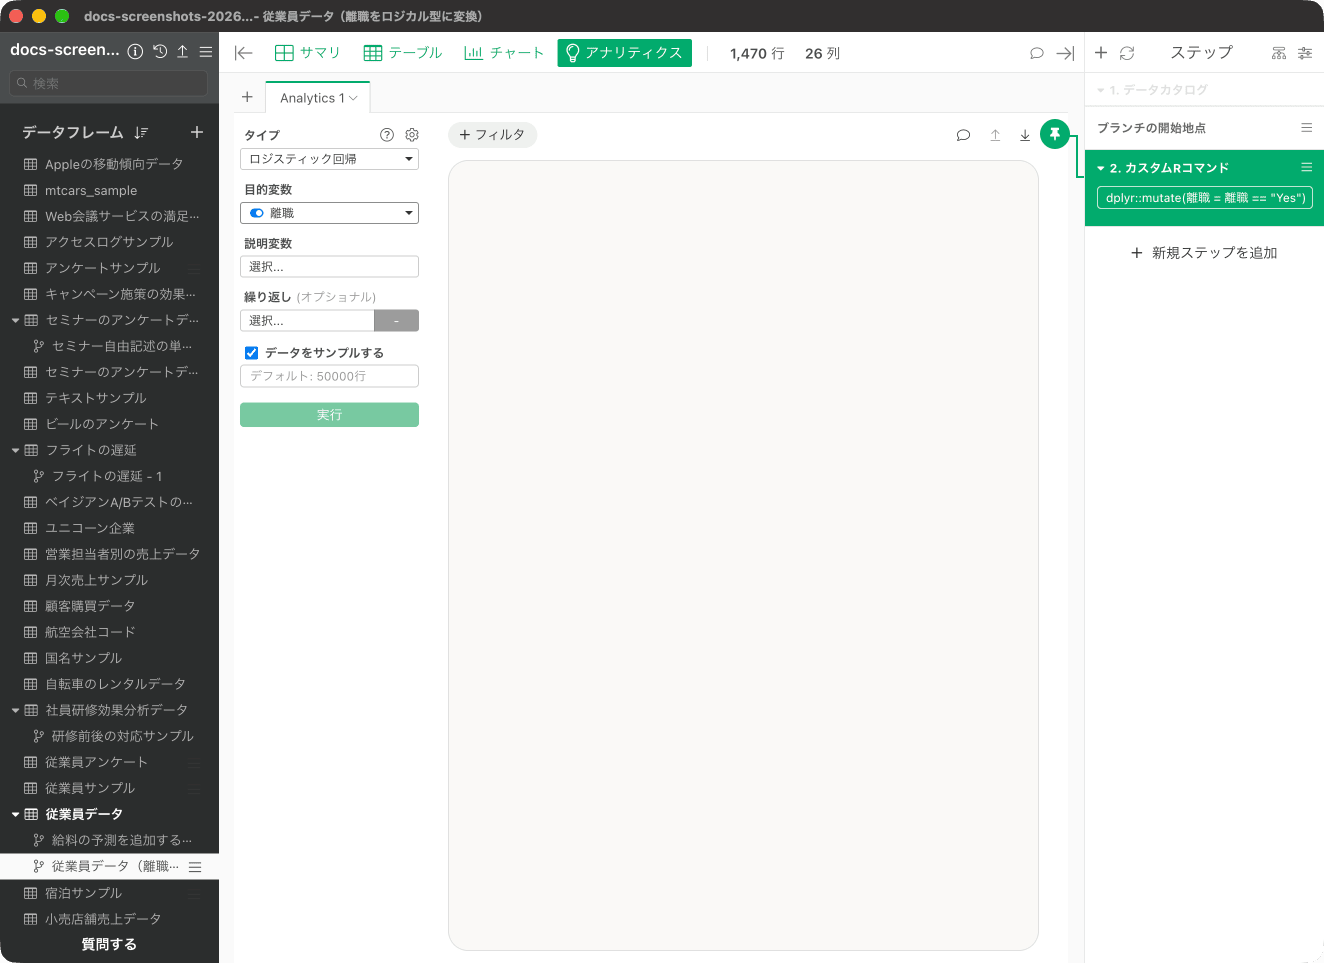 docs-screenshots-2026...- 従業員データ（離職をロジカル型に変換）
docs-screen...
検索
データフレーム
Appleの移動傾向データ
mtcars_sample
Web会議サービスの満足...
アクセスログサンプル
アンケートサンプル
キャンペーン施策の効果...
セミナーのアンケートデ...
セミナー自由記述の単...
セミナーのアンケートデ...
テキストサンプル
ビールのアンケート
フライトの遅延
フライトの遅延 - 1
ベイジアンA/Bテストの...
ユニコーン企業
営業担当者別の売上データ
月次売上サンプル
顧客購買データ
航空会社コード
国名サンプル
自転車のレンタルデータ
社員研修効果分析データ
研修前後の対応サンプル
従業員アンケート
従業員サンプル
従業員データ
給料の予測を追加する...
従業員データ（離職...
宿泊サンプル
小売店舗売上データ
質問する
サマリ
テーブル
チャート
アナリティクス
1,470 行
26 列
Analytics 1
タイプ
ロジスティック回帰
目的変数
離職
説明変数
選択...
繰り返し (オプショナル)
選択...
-
データをサンプルする
デフォルト: 50000行
実行
+ フィルタ
ステップ
1. データカタログ
ブランチの開始地点
2. カスタムRコマンド
dplyr::mutate(離職 = 離職 == "Yes")
+ 新規ステップを追加